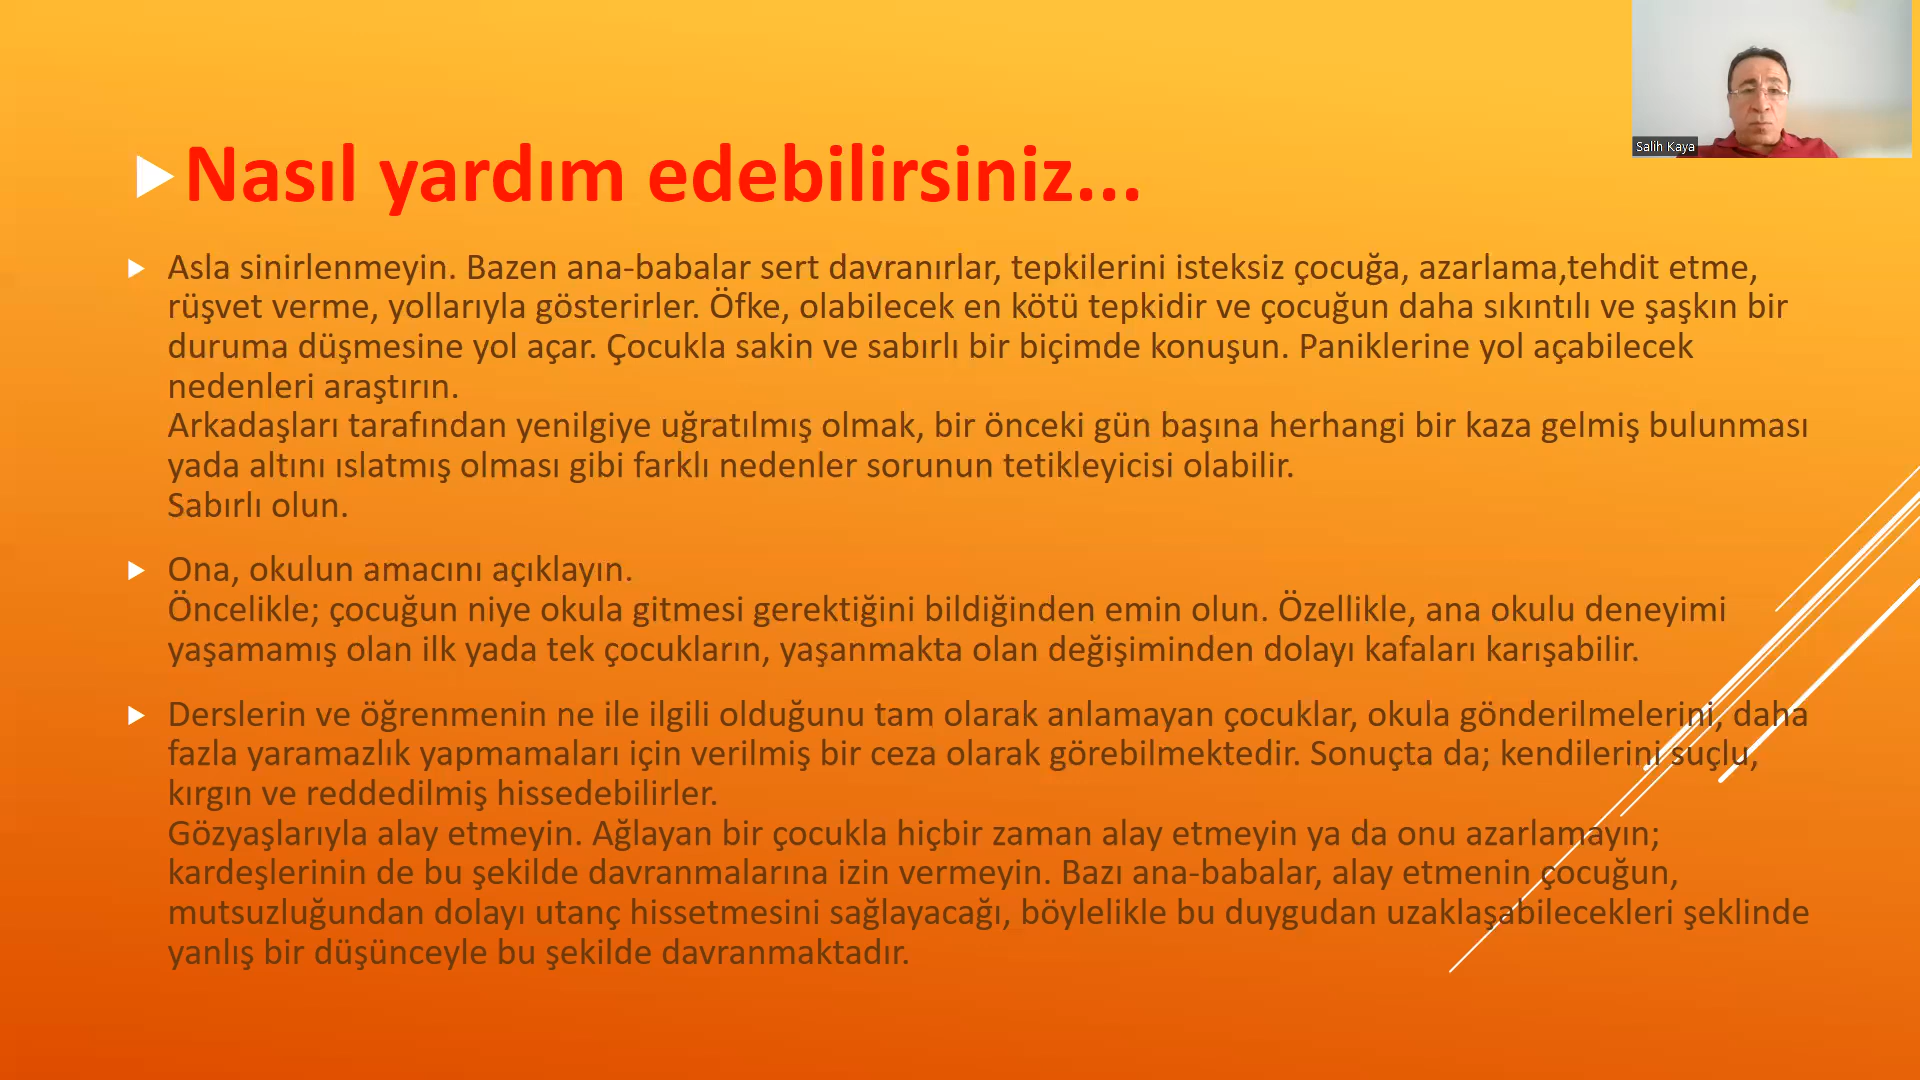 Nasıl yardım edebilirsiniz...
Salih Kaya
Asla sinirlenmeyin. Bazen ana-babalar sert davranırlar, tepkilerini isteksiz çocuğa, azarlama,tehdit etme,
rüşvet verme, yollarıyla gösterirler. Öfke, olabilecek en kötü tepkidir ve çocuğun daha sıkıntılı ve şaşkın bir
duruma düşmesine yol açar. Çocukla sakin ve sabırlı bir biçimde konuşun. Paniklerine yol açabilecek
nedenleri araştırın.
Arkadaşları tarafından yenilgiye uğratılmış olmak, bir önceki gün başına herhangi bir kaza gelmiş bulunması
yada altını ıslatmış olması gibi farklı nedenler sorunun tetikleyicisi olabilir.
Sabırlı olun.
Ona, okulun amacını açıklayın.
Öncelikle; çocuğun niye okula gitmesi gerektiğini bildiğinden emin olun. Özellikle, ana okulu deneyimi
yaşamamış olan ilk yada tek çocukların, yaşanmakta olan değişiminden dolayı kafaları karışabilir.
Derslerin ve öğrenmenin ne ile ilgili olduğunu tam olarak anlamayan çocuklar, okula gönderilmelerini, daha
fazla yaramazlık yapmamaları için verilmiş bir ceza olarak görebilmektedir. Sonuçta da; kendilerini suçlu,
kırgın ve reddedilmiş hissedebilirler.
Gözyaşlarıyla alay etmeyin. Ağlayan bir çocukla hiçbir zaman alay etmeyin ya da onu azarlamayın;
kardeşlerinin de bu şekilde davranmalarına izin vermeyin. Bazı ana-babalar, alay etmenin çocuğun,
mutsuzluğundan dolayı utanç hissetmesini sağlayacağı, böylelikle bu duygudan uzaklaşabilecekleri şeklinde
yanlış bir düşünceyle bu şekilde davranmaktadır.